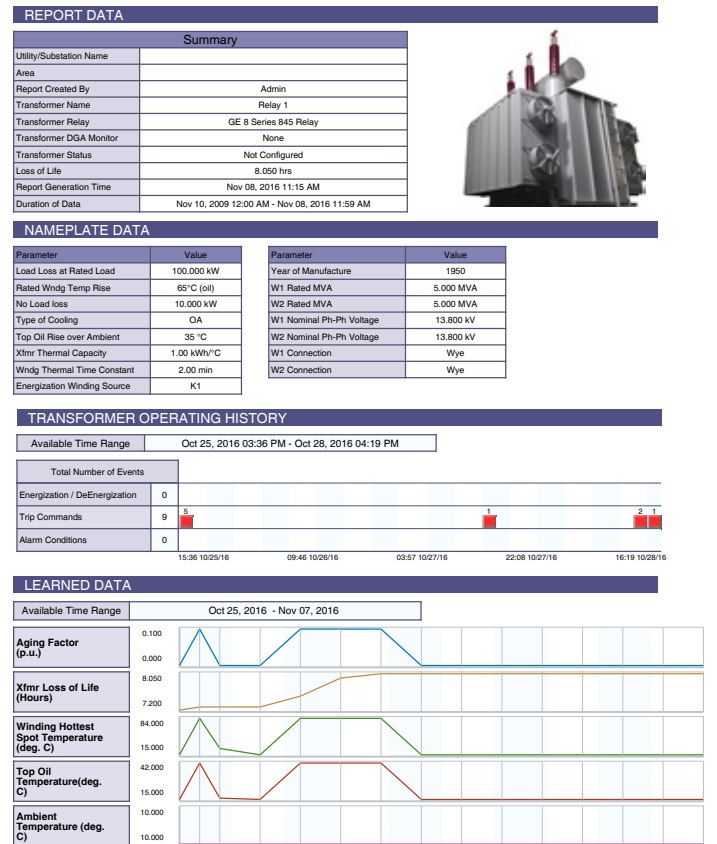 REPORT DATA
Summary
Utility/Substation Name
Area
Report Created By Admin
Transformer Name Relay 1
Transformer Relay GE 8 Series 845 Relay
Transformer DGA Monitor None
Transformer Status Not Configured
Loss of Life 8.050 hrs
Report Generation Time Nov 08, 2016 11:15 AM
Duration of Data Nov 10, 2009 12:00 AM - Nov 08, 2016 11:59 AM
NAMEPLATE DATA
Parameter Value Parameter Value
Load Loss at Rated Load 100.000 kW Year of Manufacture 1950
Rated Wndg Temp Rise 65°C (oil) W1 Rated MVA 5.000 MVA
No Load loss 10.000 kW W2 Rated MVA 5.000 MVA
Type of Cooling OA W1 Nominal Ph-Ph Voltage 13.800 kV
Top Oil Rise over Ambient 35 °C W2 Nominal Ph-Ph Voltage 13.800 kV
Xfmr Thermal Capacity 1.00 kWh/°C W1 Connection Wye
Wndg Thermal Time Constant 2.00 min W2 Connection Wye
Energization Winding Source K1
TRANSFORMER OPERATING HISTORY
Available Time Range Oct 25, 2016 03:36 PM - Oct 28, 2016 04:19 PM
Total Number of Events
Energization / DeEnergization 0
Trip Commands 9 5 1 2 1
Alarm Conditions 0
15:36 10/25/16 09:46 10/26/16 03:57 10/27/16 22:08 10/27/16 16:19 10/28/16
LEARNED DATA
Available Time Range Oct 25, 2016 - Nov 07, 2016
Aging Factor
(p.u.)
0.100
0.000
Xfmr Loss of Life
(Hours)
8.050
7.200
Winding Hottest
Spot Temperature
(deg. C)
84.000
15.000
Top Oil
Temperature(deg.
C)
42.000
15.000
Ambient
Temperature (deg.
C)
10.000
10.000